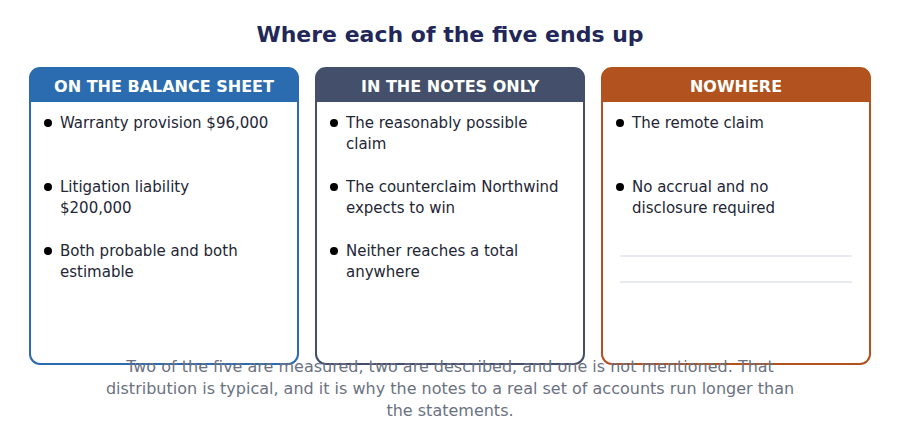 Where each of the five ends up
ON THE BALANCE SHEET
Warranty provision $96,000
Litigation liability
$200,000
Both probable and both
estimable
IN THE NOTES ONLY
The reasonably possible
claim
The counterclaim Northwind
expects to win
Neither reaches a total
anywhere
NOWHERE
The remote claim
No accrual and no
disclosure required
Two of the five are measured, two are described, and one is not mentioned. That
distribution is typical, and it is why the notes to a real set of accounts run longer than
the statements.